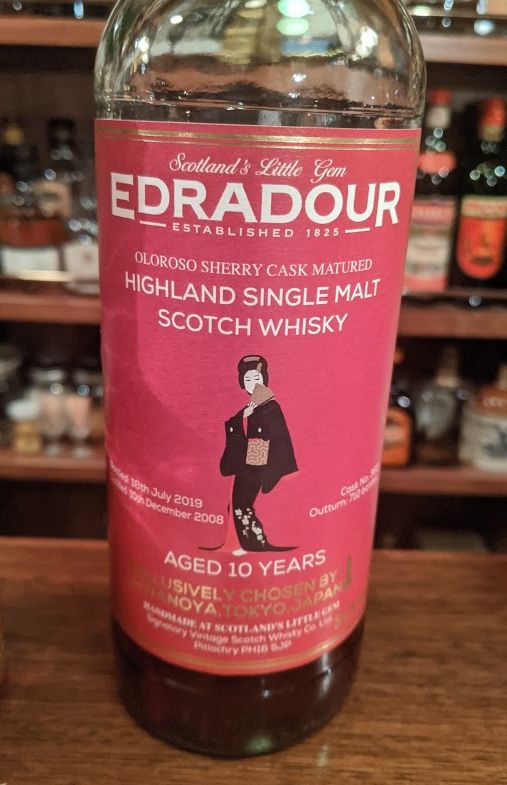 Scotland's Little Gem
EDRADOUR
ESTABLISHED 1825
OLOROSO SHERRY CASK MATURED
HIGHLAND SINGLE MALT
SCOTCH WHISKY
18th July 2019
10th December 2008
Cask No.
Outturn: 712
AGED 10 YEARS
EXCLUSIVELY CHOSEN BY
TOKYO, JAPAN
HANDMADE AT SCOTLAND'S LITTLE GEM
Signatory Vintage Scotch Whisky Co. Ltd.
Pitlochry PH16 5JP